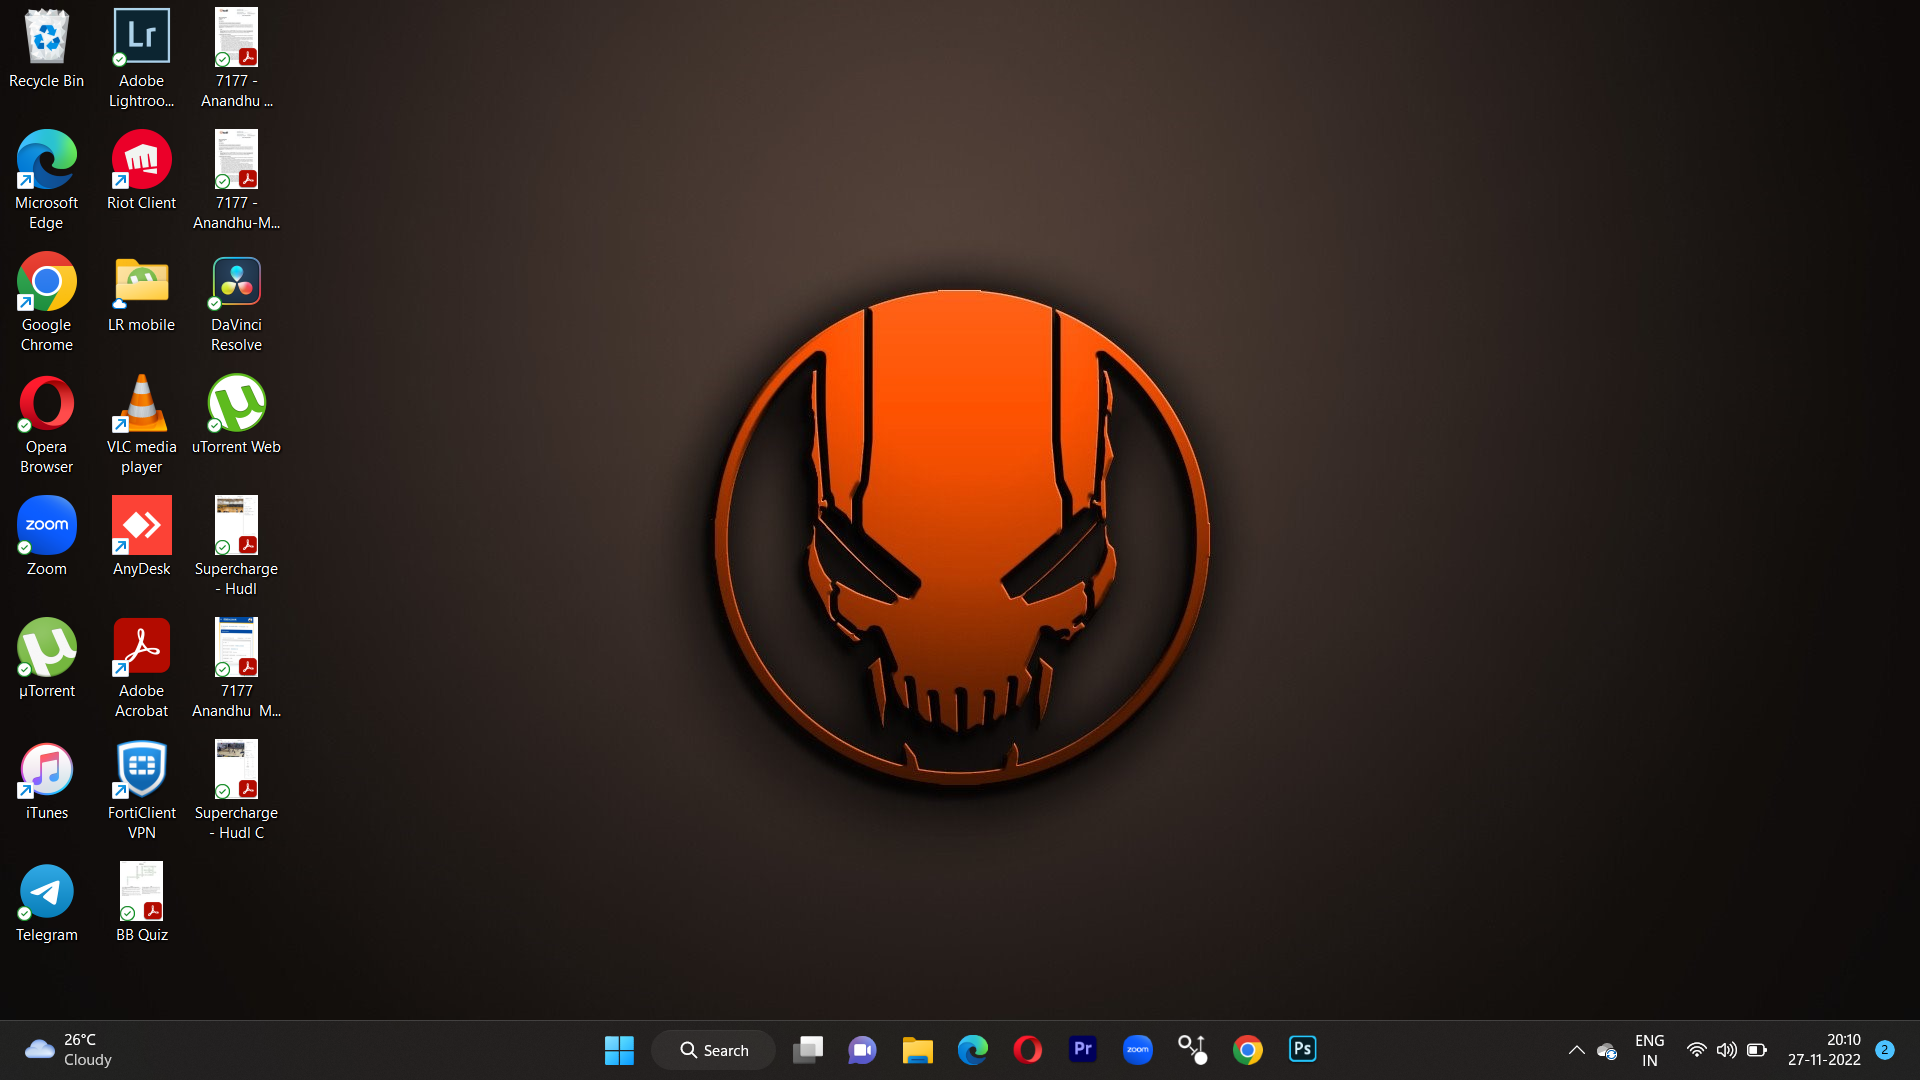 Recycle Bin
Adobe
Lightroo...
7177 -
Anandhu ...
Microsoft
Edge
Riot Client
7177 -
Anandhu-M...
Google
Chrome
LR mobile
DaVinci
Resolve
Opera
Browser
VLC media
player
uTorrent Web
zoom
Zoom
AnyDesk
Supercharge
- Hudl
µTorrent
Adobe
Acrobat
7177
Anandhu M...
iTunes
FortiClient
VPN
Supercharge
- Hudl C
Telegram
BB Quiz
Lr
26°C
Cloudy
Search
Pr
zoom
Ps
ENG
IN
20:10
27-11-2022
2